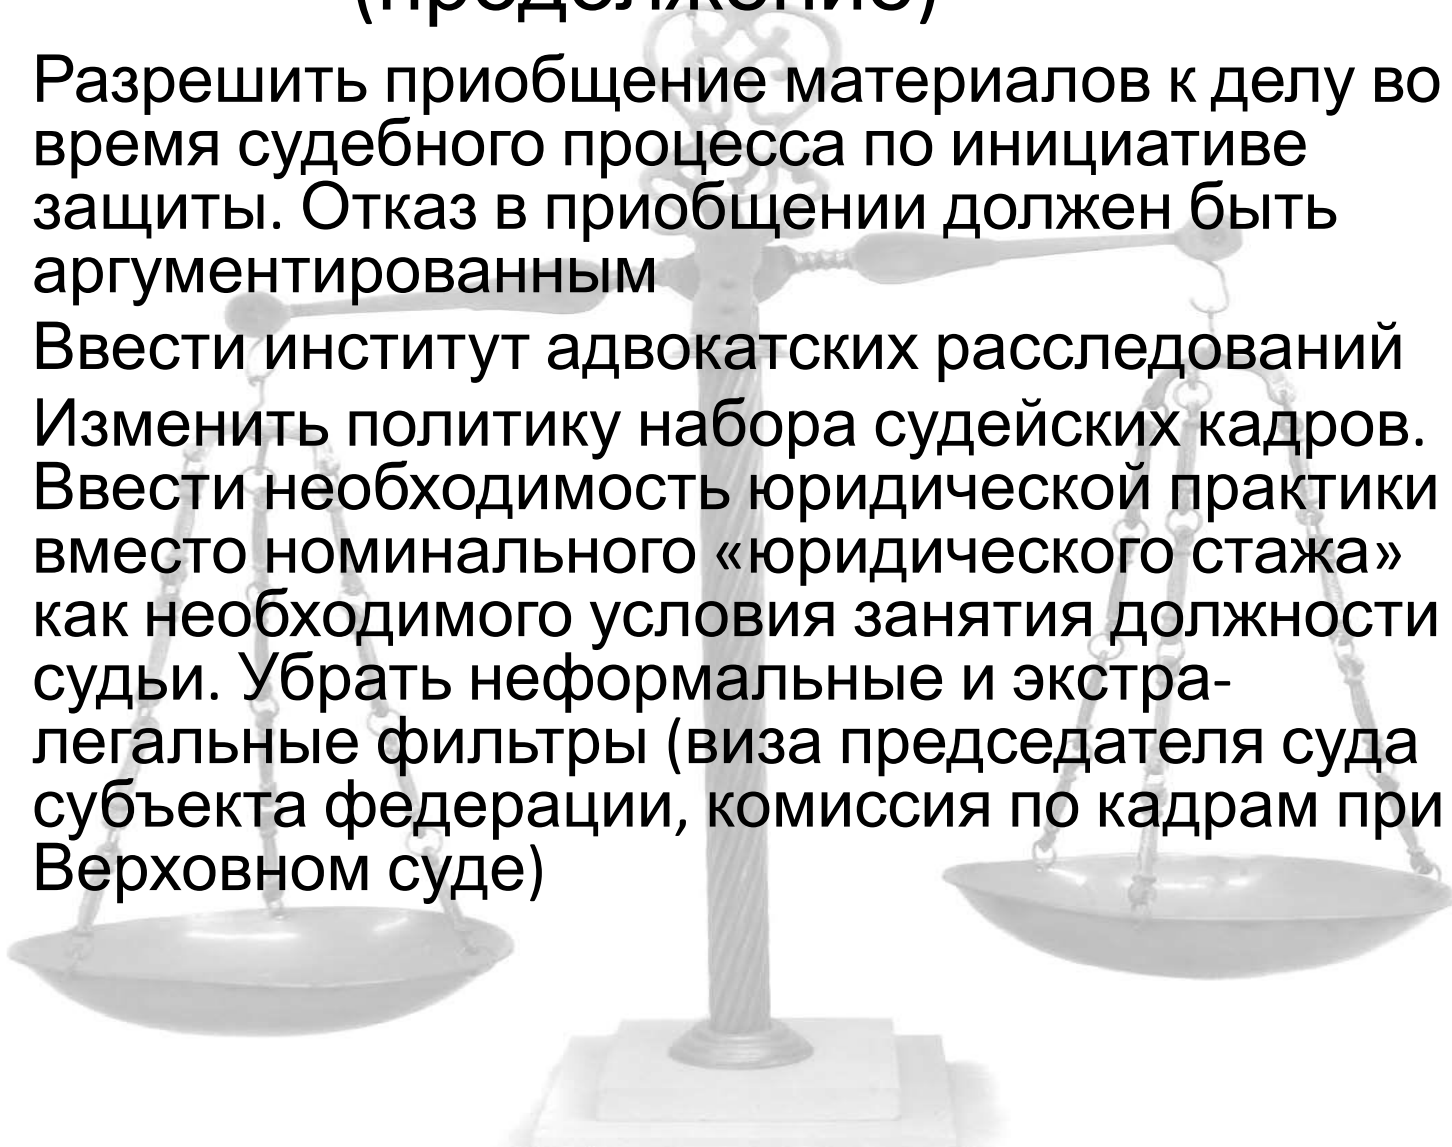 (продолжение)
Разрешить приобщение материалов к делу во
время судебного процесса по инициативе
защиты. Отказ в приобщении должен быть
аргументированным
Ввести институт адвокатских расследований
Изменить политику набора судейских кадров.
Ввести необходимость юридической практики
вместо номинального «юридического стажа»
как необходимого условия занятия должности
судьи. Убрать неформальные и экстра-
легальные фильтры (виза председателя суда
субъекта федерации, комиссия по кадрам при
Верховном суде)